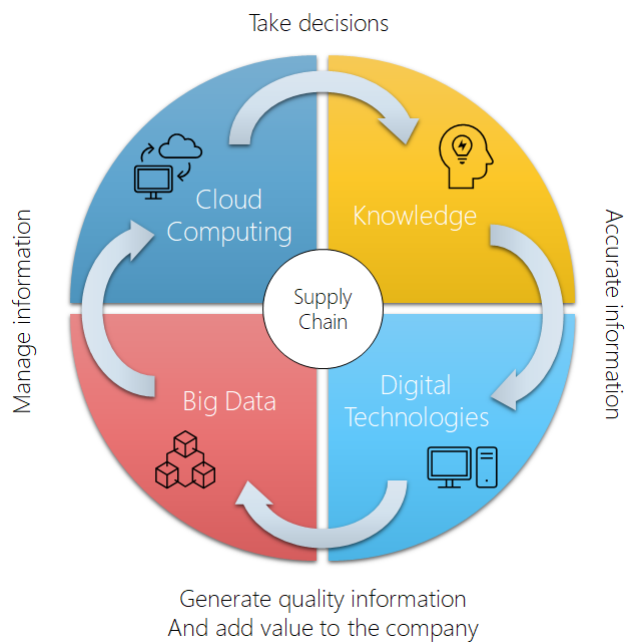 Take decisions
Cloud
Computing
Knowledge
Manage information
Supply
Chain
Accurate information
Big Data
Digital
Technologies
Generate quality information
And add value to the company